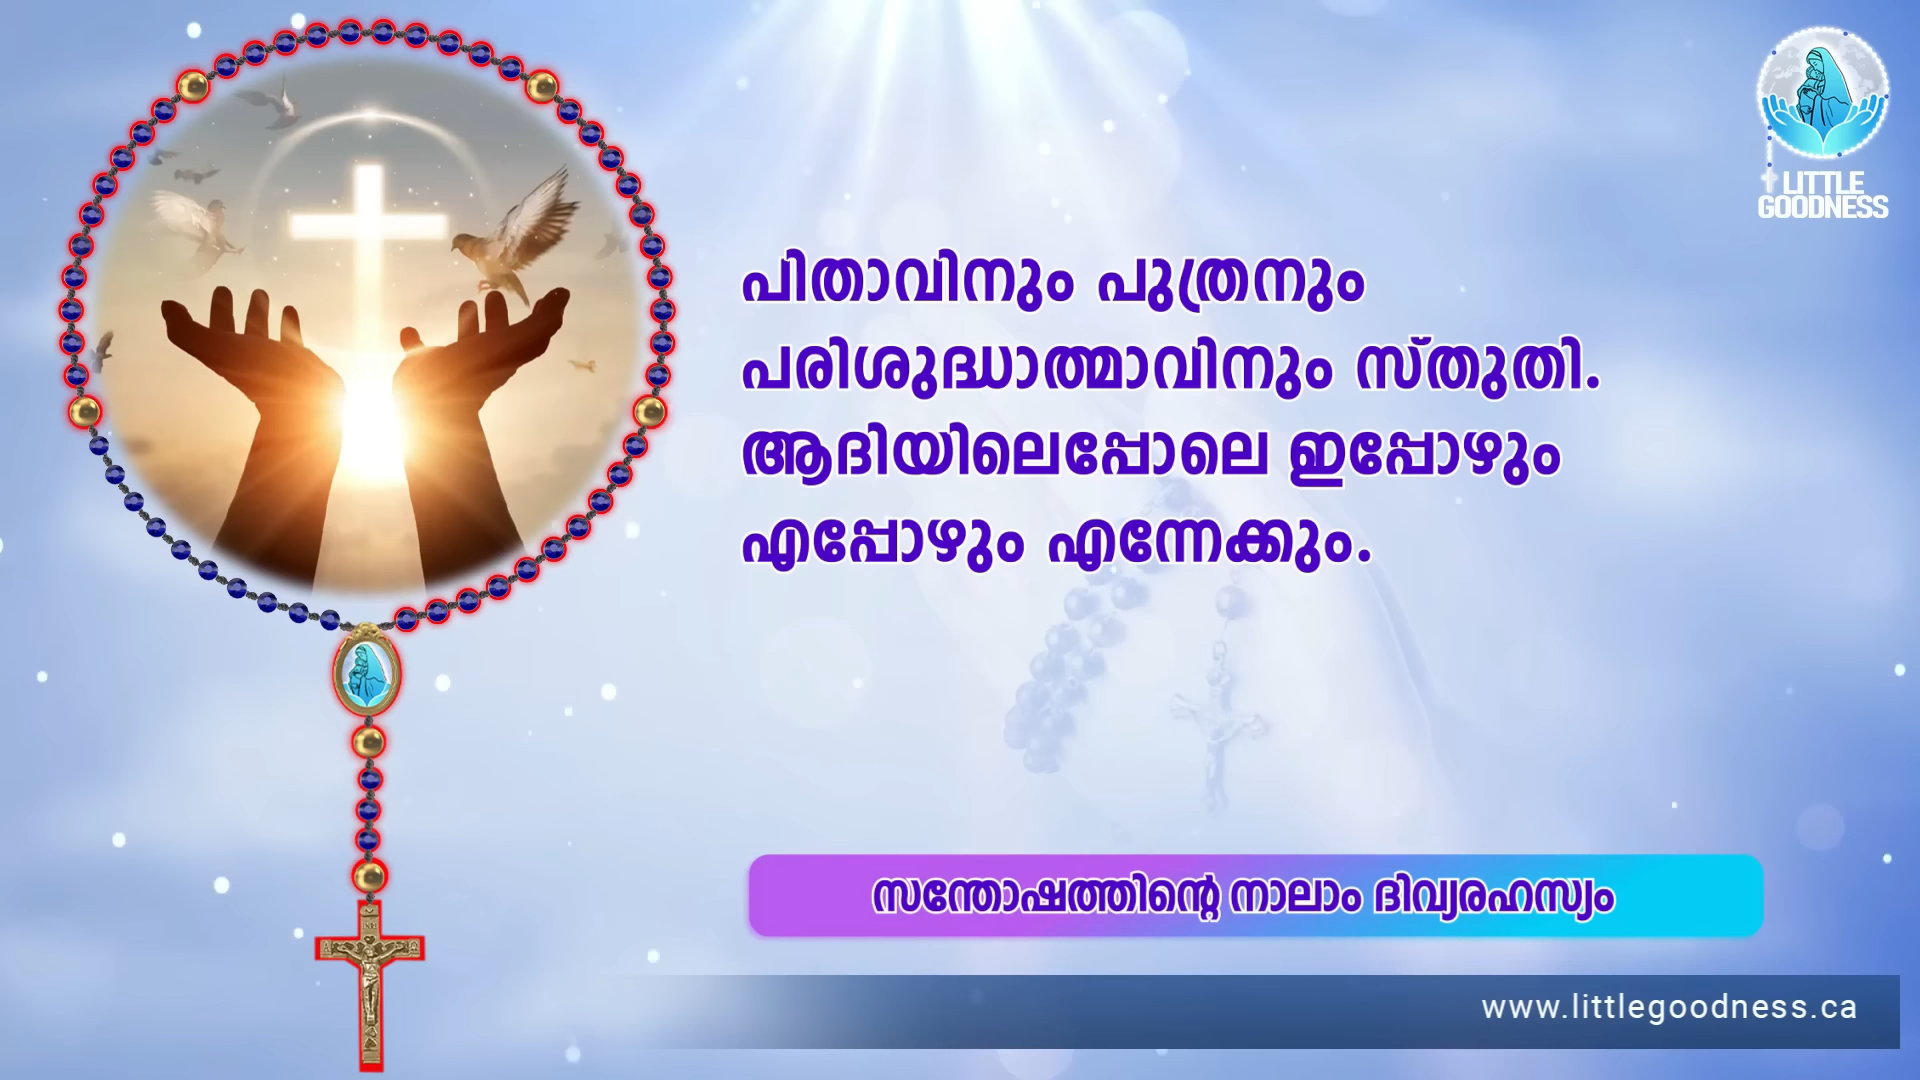 LITTLE
GOODNESS
പിതാവിനും പുത്രനും
പരിശുദ്ധാത്മാവിനും സ്തുതി.
ആദിയിലെപ്പോലെ ഇപ്പോഴും
എപ്പോഴും എന്നേക്കും.
സന്തോഷത്തിന്റെ നാലാം ദിവ്യരഹസ്യം
www.littlegoodness.ca